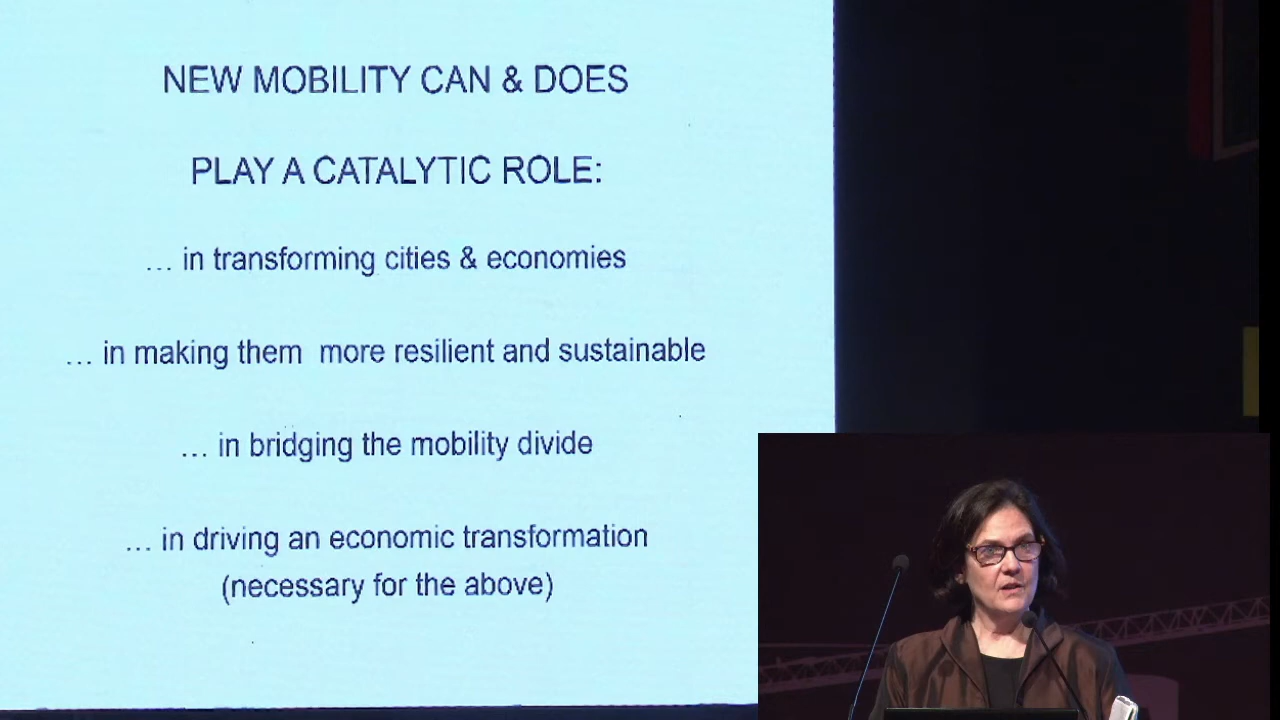 NEW MOBILITY CAN & DOES
PLAY A CATALYTIC ROLE:
... in transforming cities & economies
... in making them more resilient and sustainable
... in bridging the mobility divide
... in driving an economic transformation
(necessary for the above)